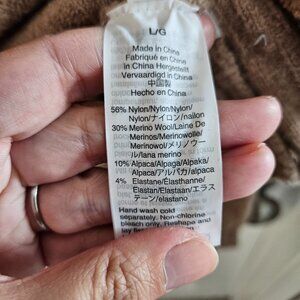 L/G
Made in China
Fabriqué en Chine
In China Hergestellt
Vervaardigd in China
中国製
Hecho en China
56% Nylon/Nylon/Nylon/
Nylon/ナイロン/nailon
30% Merino Wool/Laine De
Merinos/Merinowolle/
Merinowol/メリノウー
ル/lana merino
10% Alpaca/Alpaga/Alpaka/
Alpaca/アルパカ/alpaca
4% Elastane/Élasthanne/
Elastan/Elastaan/エラス
テーン/elastano
Hand wash cold
separately. Non-chlorine
bleach only. Reshape and